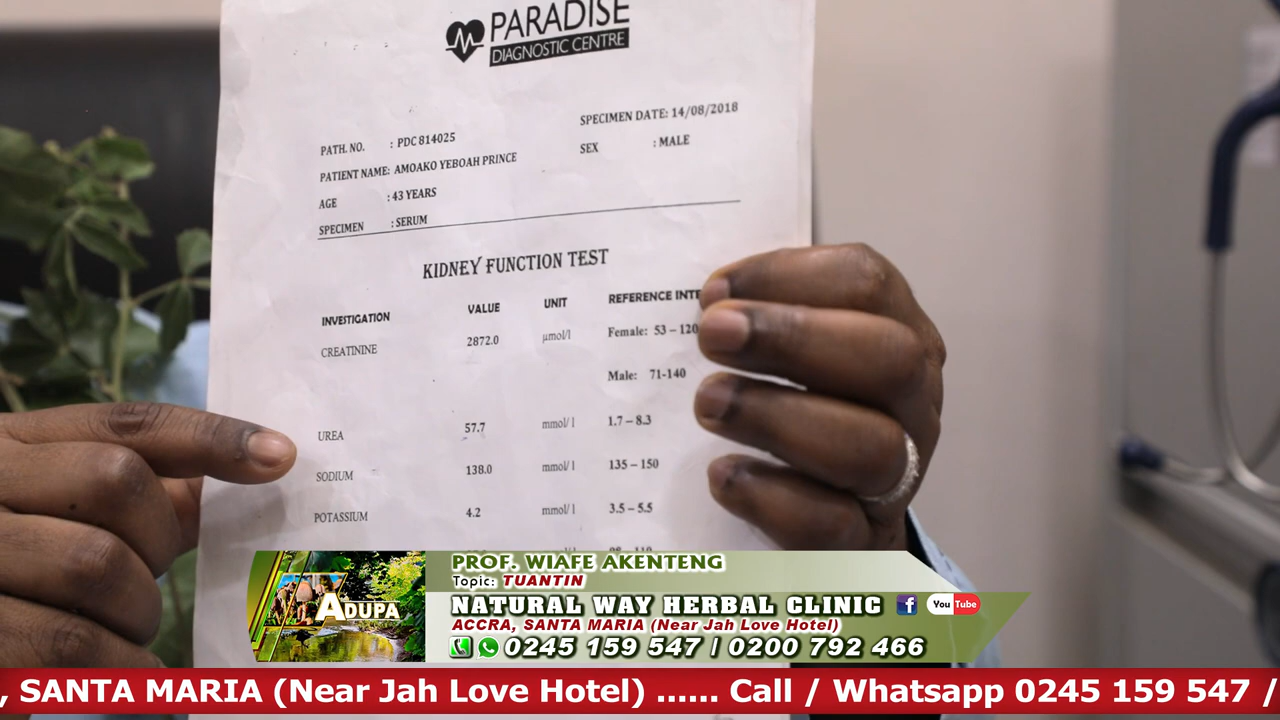 PARADISE
DIAGNOSTIC CENTRE
SPECIMEN DATE: 14/08/2018
PATH. NO. : PDC 814025
SEX : MALE
PATIENT NAME: AMOAKO YEBOAH PRINCE
AGE : 43 YEARS
SPECIMEN : SERUM
KIDNEY FUNCTION TEST
INVESTIGATION VALUE UNIT REFERENCE INTE
CREATININE 2872.0 µmol/l Female: 53 – 120
Male: 71-140
UREA 57.7 mmol/ l 1.7 – 8.3
SODIUM 138.0 mmol/ l 135 – 150
POTASSIUM 4.2 mmol/ l 3.5 – 5.5
PROF. WIAFE AKENTENG
Topic: TUANTIN
ADUPA
NATURAL WAY HERBAL CLINIC
You Tube
ACCRA, SANTA MARIA (Near Jah Love Hotel)
0245 159 547 / 0200 792 466
, SANTA MARIA (Near Jah Love Hotel) ...... Call / Whatsapp 0245 159 547 /